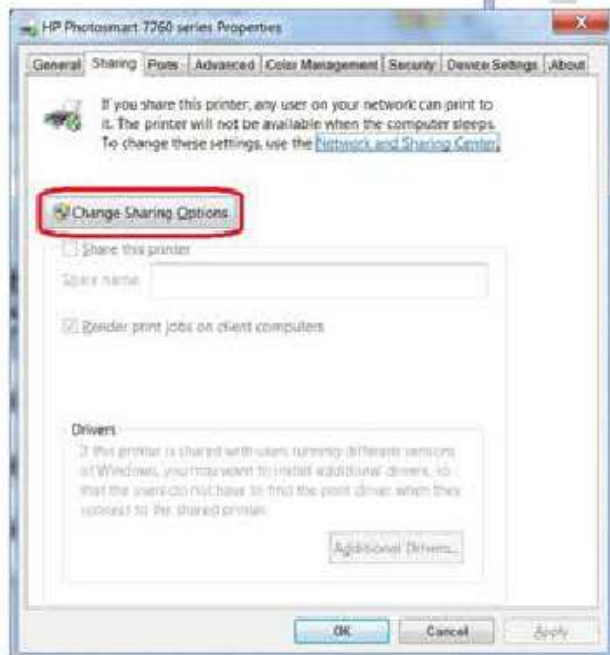 HP Photosmart 7760 series Properties
General Sharing Ports Advanced Color Management Security Device Settings About
If you share this printer, any user on your network can print to
it. The printer will not be available when the computer sleeps.
To change these settings, use the Network and Sharing Center.
Change Sharing Options
Share this printer
Share name:
Render print jobs on client computers
Drivers
If this printer is shared with users running different versions
of Windows, you may want to install additional drivers, so
that the users do not have to find the print driver when they
connect to the shared printer.
Additional Drivers...
OK Cancel Apply